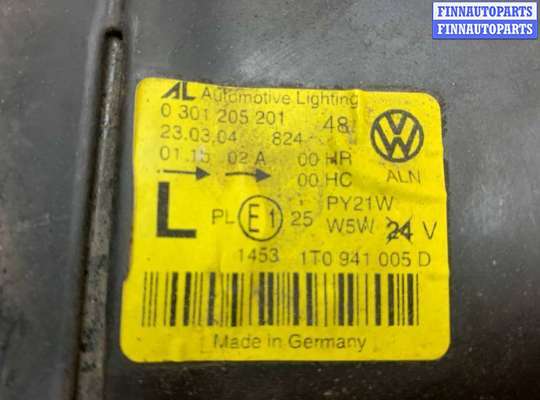 FINNAUTOPARTS
FINNAUTOPARTS
AL Automotive Lighting
0 301 205 201 48
23.03.04 824
01.15 02 A 00 HR
00 HC ALN
L PL E1 25 PY21W
W5W 24 V
1453 1T0 941 005 D
Made in Germany